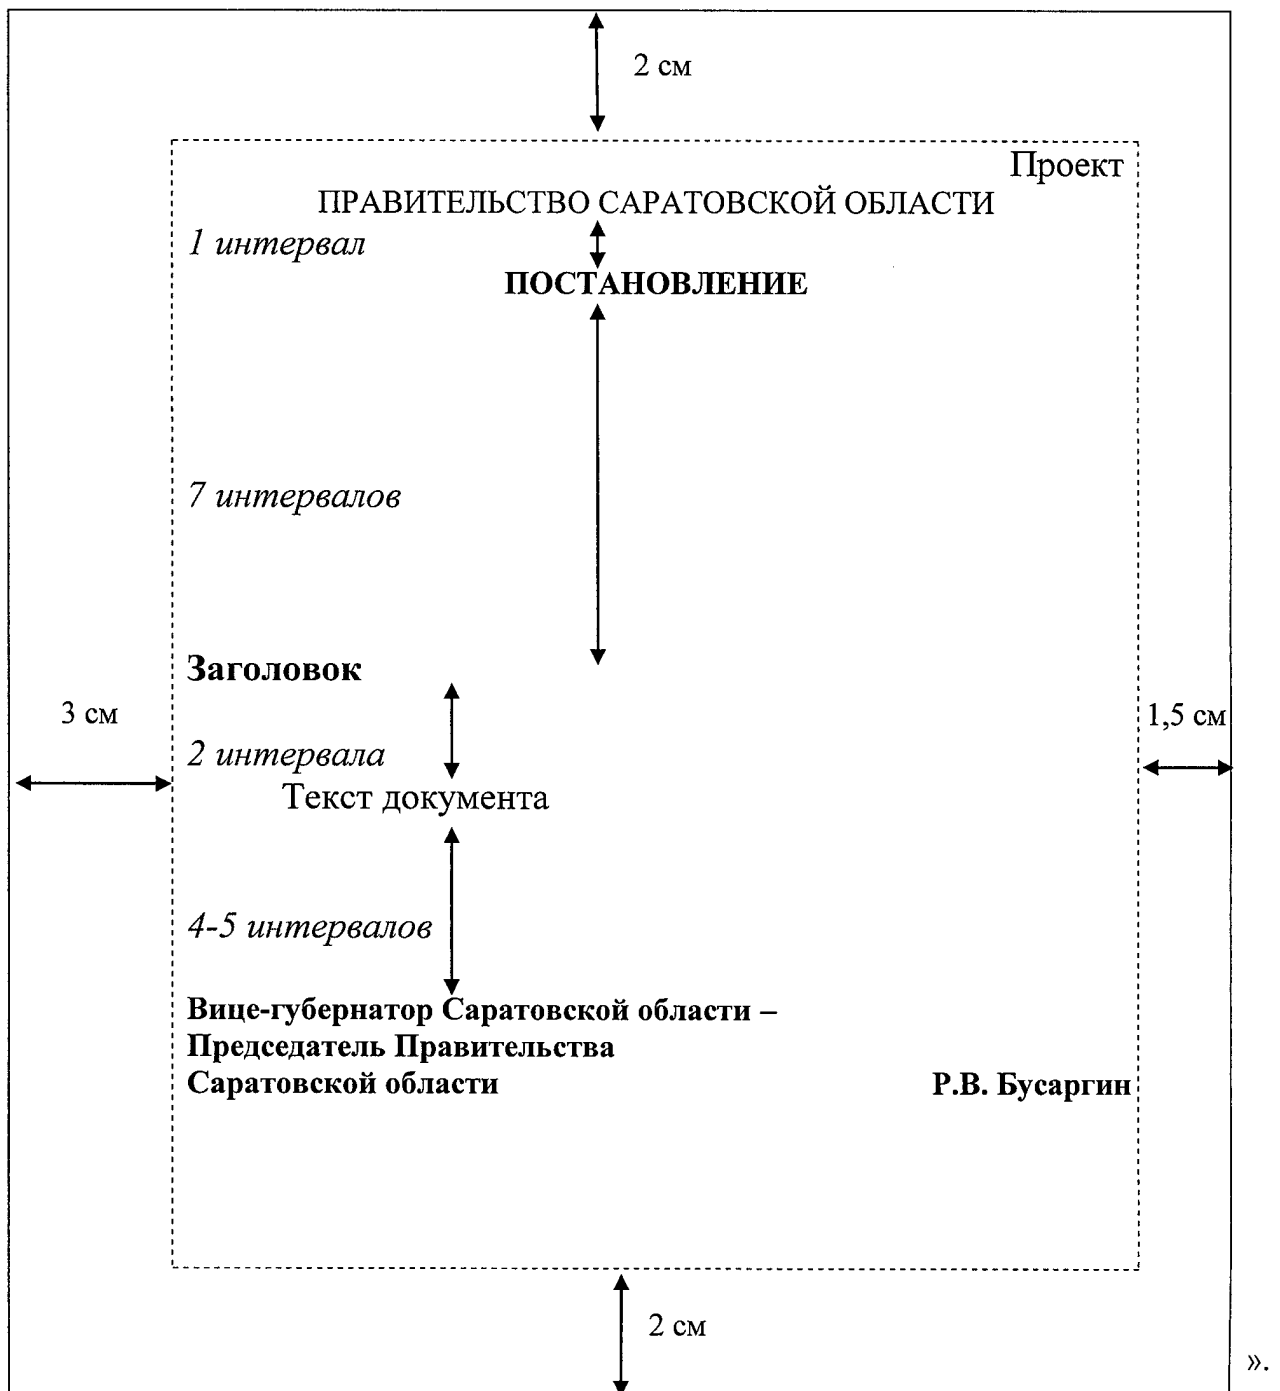 2 см
Проект
ПРАВИТЕЛЬСТВО САРАТОВСКОЙ ОБЛАСТИ
1 интервал
ПОСТАНОВЛЕНИЕ
7 интервалов
Заголовок
3 см
1,5 см
2 интервала
Текст документа
4-5 интервалов
Вице-губернатор Саратовской области –
Председатель Правительства
Саратовской области Р.В. Бусаргин
2 см
».